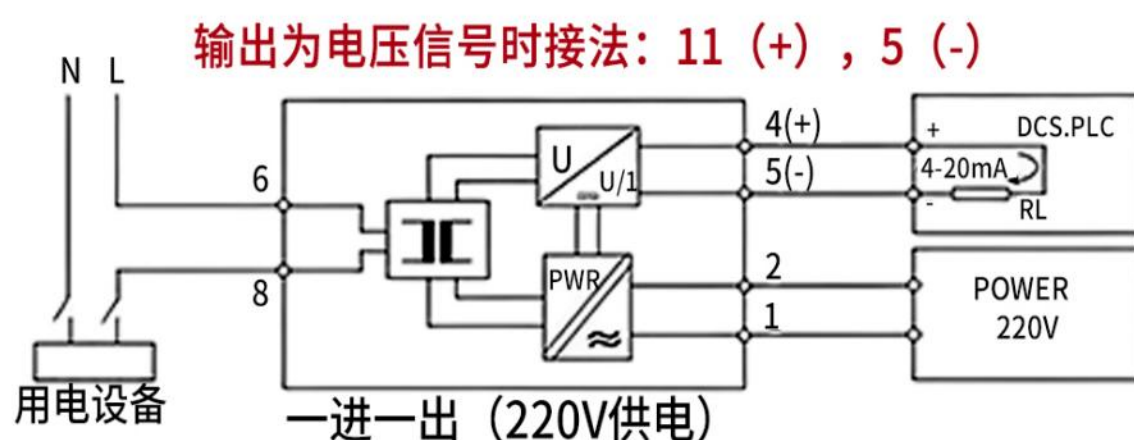 输出为电压信号时接法：11（+），5（-）
N L
6
8
U
U/1
PWR
4(+)
5(-)
2
1
+ DCS.PLC
4-20mA
- RL
POWER
220V
用电设备
一进一出（220V供电）